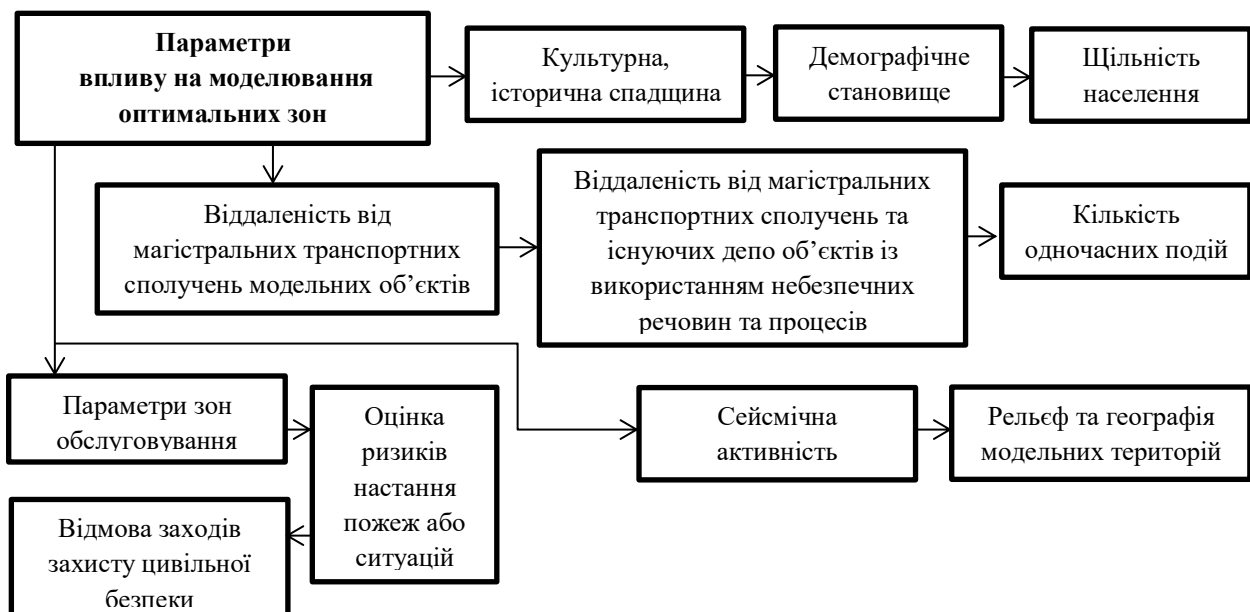 Параметри
впливу на моделювання
оптимальних зон
Культурна,
історична спадщина
Демографічне
становище
Щільність
населення
Віддаленість від
магістральних транспортних
сполучень модельних об’єктів
Віддаленість від магістральних
транспортних сполучень та
існуючих депо об’єктів із
використанням небезпечних
речовин та процесів
Кількість
одночасних подій
Параметри зон
обслуговування
Оцінка
ризиків
настання
пожеж або
ситуацій
Сейсмічна
активність
Рельєф та географія
модельних територій
Відмова заходів
захисту цивільної
безпеки